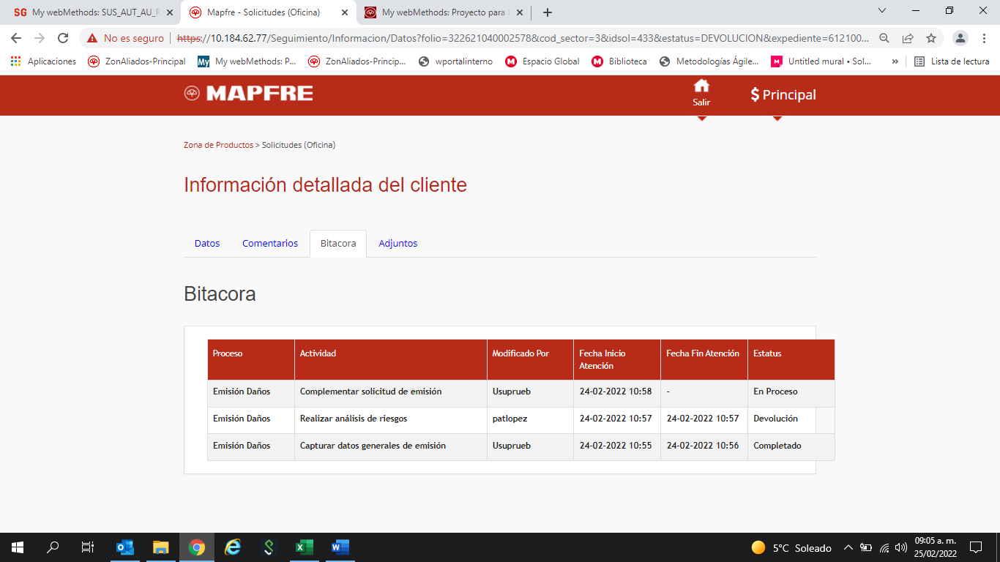 SG My webMethods: SUS_AUT_AU_R
Mapfre - Solicitudes (Oficina)
My webMethods: Proyecto para
No es seguro
https://10.184.62.77/Seguimiento/Informacion/Datos?folio=322621040002578&cod_sector=3&idsol=433&estatus=DEVOLUCION&expediente=612100...
Aplicaciones
ZonAliados-Principal
My webMethods: P...
ZonAliados-Princip...
wportalinterno
Espacio Global
Biblioteca
Metodologías Ágile...
Untitled mural • Sol...
»
Lista de lectura
MAPFRE
Salir
$ Principal
Zona de Productos > Solicitudes (Oficina)
Información detallada del cliente
Datos
Comentarios
Bitacora
Adjuntos
Bitacora
Proceso Actividad Modificado Por Fecha Inicio Atención Fecha Fin Atención Estatus
Emisión Daños Complementar solicitud de emisión Usuprueb 24-02-2022 10:58 - En Proceso
Emisión Daños Realizar análisis de riesgos patlopez 24-02-2022 10:57 24-02-2022 10:57 Devolución
Emisión Daños Capturar datos generales de emisión Usuprueb 24-02-2022 10:55 24-02-2022 10:56 Completado
5°C Soleado
09:05 a. m.
25/02/2022